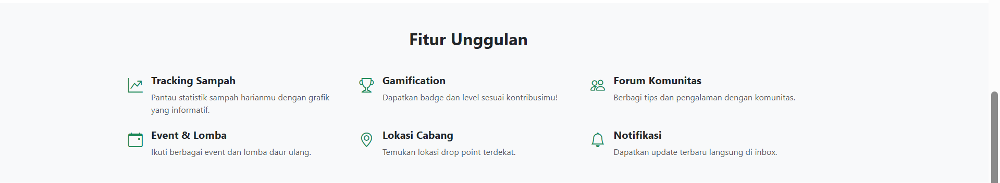 Fitur Unggulan
Tracking Sampah
Pantau statistik sampah harianmu dengan grafik
yang informatif.
Gamification
Dapatkan badge dan level sesuai kontribusimu!
Forum Komunitas
Berbagi tips dan pengalaman dengan komunitas.
Event & Lomba
Ikuti berbagai event dan lomba daur ulang.
Lokasi Cabang
Temukan lokasi drop point terdekat.
Notifikasi
Dapatkan update terbaru langsung di inbox.